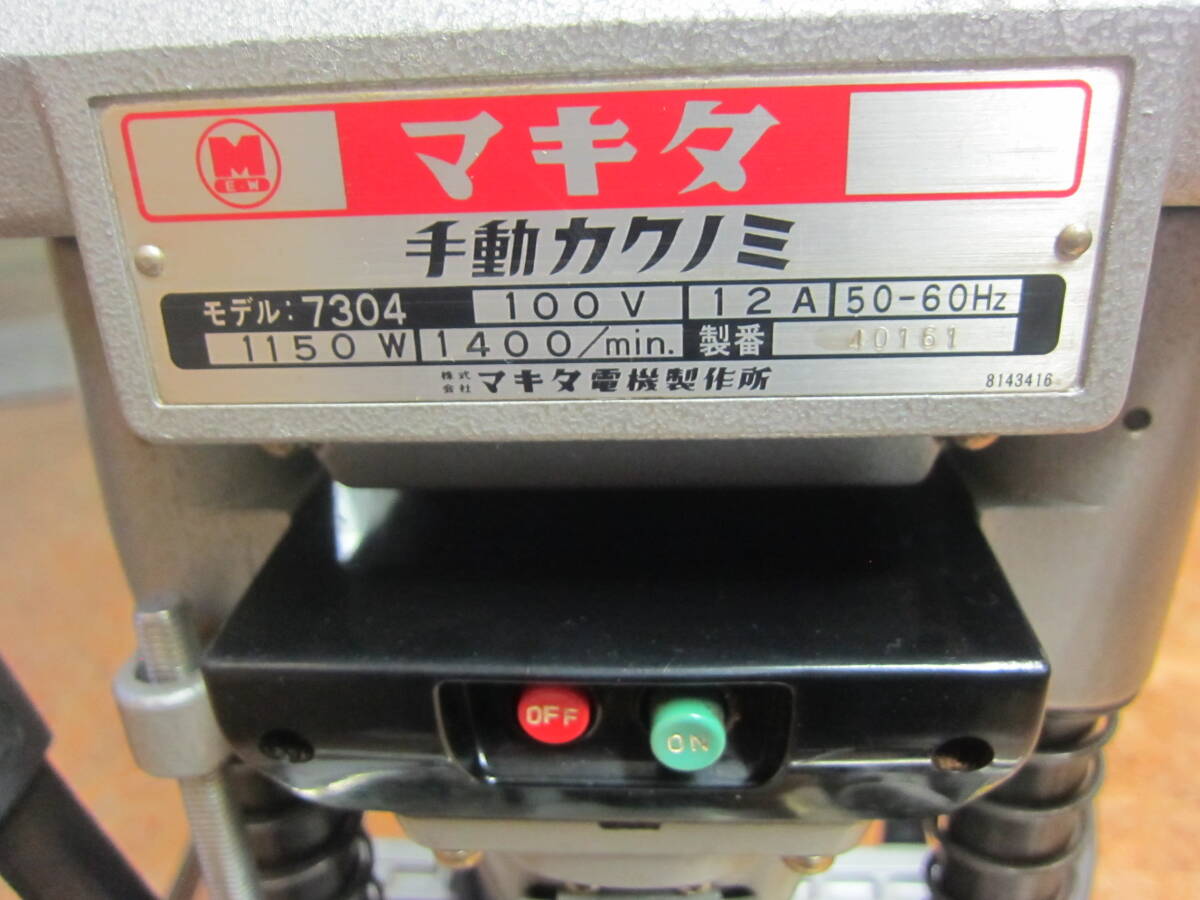 M
E・W
マキタ
手動カクノミ
モデル: 7304 100V 12A 50-60Hz
1150W 1400/min. 製番 40161
株式会社 マキタ電機製作所 8143416
OFF ON